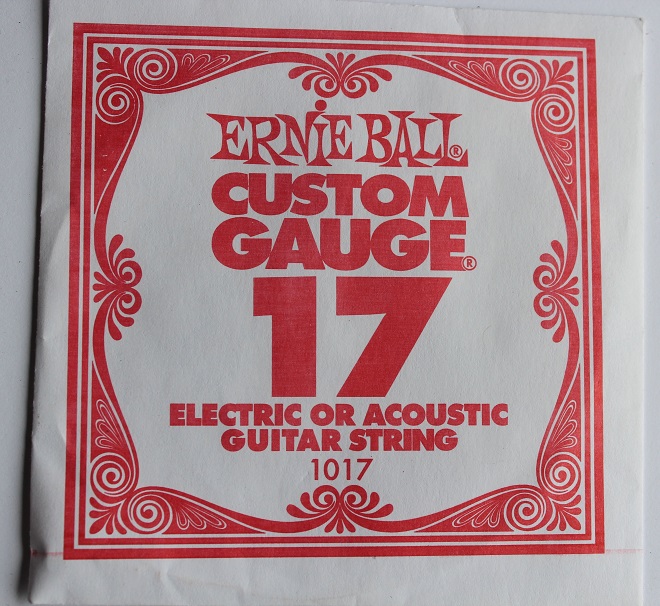 ERNiE BALL®
CUSTOM
GAUGE®
17
ELECTRIC OR ACOUSTIC
GUITAR STRING
1017